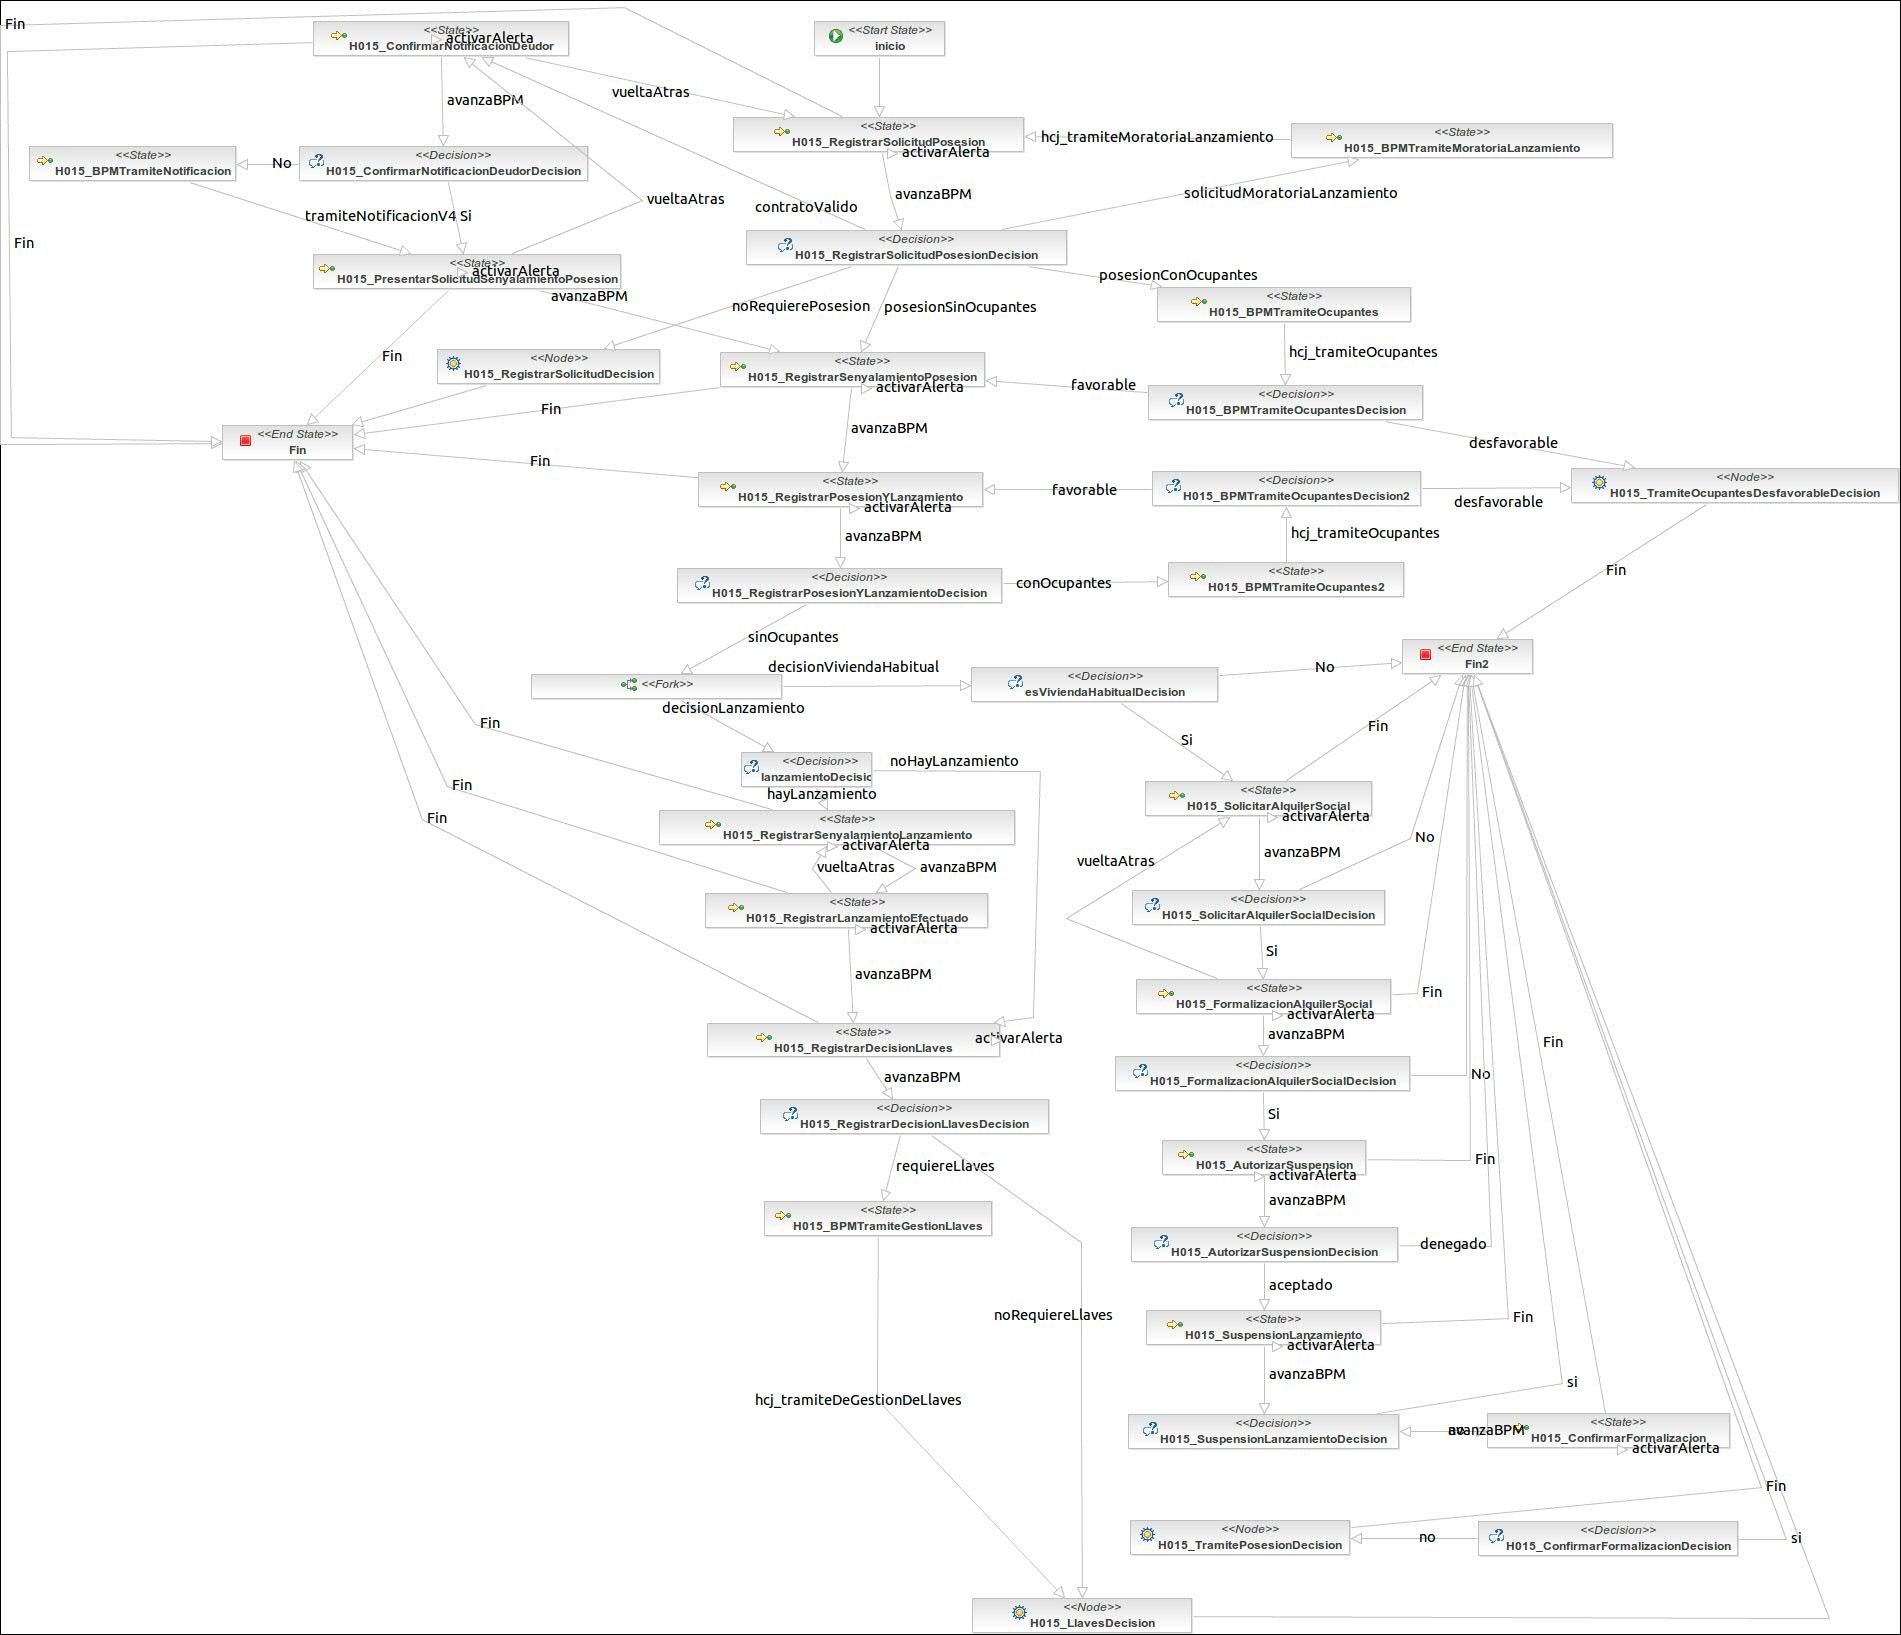 Fin
<<State>>
activarAlerta
H015_ConfirmarNotificacionDeudor
<<Start State>>
inicio
avanzaBPM
vueltaAtras
<<State>>
H015_RegistrarSolicitudPosesion
activarAlerta
hcj_tramiteMoratoriaLanzamiento
<<State>>
H015_BPMTramiteMoratoriaLanzamiento
<<State>>
H015_BPMTramiteNotificacion
No
<<Decision>>
H015_ConfirmarNotificacionDeudorDecision
vueltaAtras
contratoValido
avanzaBPM
solicitudMoratoriaLanzamiento
tramiteNotificacionV4
Si
Fin
<<Decision>>
H015_RegistrarSolicitudPosesionDecision
<<State>>
activarAlerta
H015_PresentarSolicitudSenyalamientoPosesion
avanzaBPM
noRequierePosesion
posesionSinOcupantes
posesionConOcupantes
<<State>>
H015_BPMTramiteOcupantes
Fin
<<Node>>
H015_RegistrarSolicitudDecision
<<State>>
H015_RegistrarSenyalamientoPosesion
activarAlerta
hcj_tramiteOcupantes
favorable
<<Decision>>
H015_BPMTramiteOcupantesDecision
Fin
<<End State>>
Fin
avanzaBPM
desfavorable
Fin
<<State>>
H015_RegistrarPosesionYLanzamiento
activarAlerta
favorable
<<Decision>>
H015_BPMTramiteOcupantesDecision2
desfavorable
<<Node>>
H015_TramiteOcupantesDesfavorableDecision
avanzaBPM
hcj_tramiteOcupantes
<<Decision>>
H015_RegistrarPosesionYLanzamientoDecision
conOcupantes
<<State>>
H015_BPMTramiteOcupantes2
Fin
sinOcupantes
<<Fork>>
decisionViviendaHabitual
<<Decision>>
esViviendaHabitualDecision
No
<<End State>>
Fin2
decisionLanzamiento
Fin
Si
Fin
<<Decision>>
lanzamientoDecisic
noHayLanzamiento
hayLanzamiento
Fin
<<State>>
H015_SolicitarAlquilerSocial
activarAlerta
Fin
<<State>>
H015_RegistrarSenyalamientoLanzamiento
activarAlerta
vueltaAtras
avanzaBPM
vueltaAtras
avanzaBPM
No
<<State>>
H015_RegistrarLanzamientoEfectuado
activarAlerta
<<Decision>>
H015_SolicitarAlquilerSocialDecision
Si
avanzaBPM
<<State>>
H015_FormalizacionAlquilerSocial
activarAlerta
Fin
<<State>>
H015_RegistrarDecisionLlaves
activarAlerta
avanzaBPM
Fin
avanzaBPM
<<Decision>>
H015_FormalizacionAlquilerSocialDecision
No
<<Decision>>
H015_RegistrarDecisionLlavesDecision
Si
requiereLlaves
<<State>>
H015_AutorizarSuspension
activarAlerta
Fin
avanzaBPM
<<State>>
H015_BPMTramiteGestionLlaves
<<Decision>>
H015_AutorizarSuspensionDecision
denegado
aceptado
noRequiereLlaves
<<State>>
H015_SuspensionLanzamiento
activarAlerta
Fin
avanzaBPM
si
hcj_tramiteDeGestionDeLlaves
<<Decision>>
H015_SuspensionLanzamientoDecision
no
avanzaBPM
<<State>>
H015_ConfirmarFormalizacion
activarAlerta
Fin
<<Node>>
H015_TramitePosesionDecision
no
<<Decision>>
H015_ConfirmarFormalizacionDecision
si
<<Node>>
H015_LlavesDecision